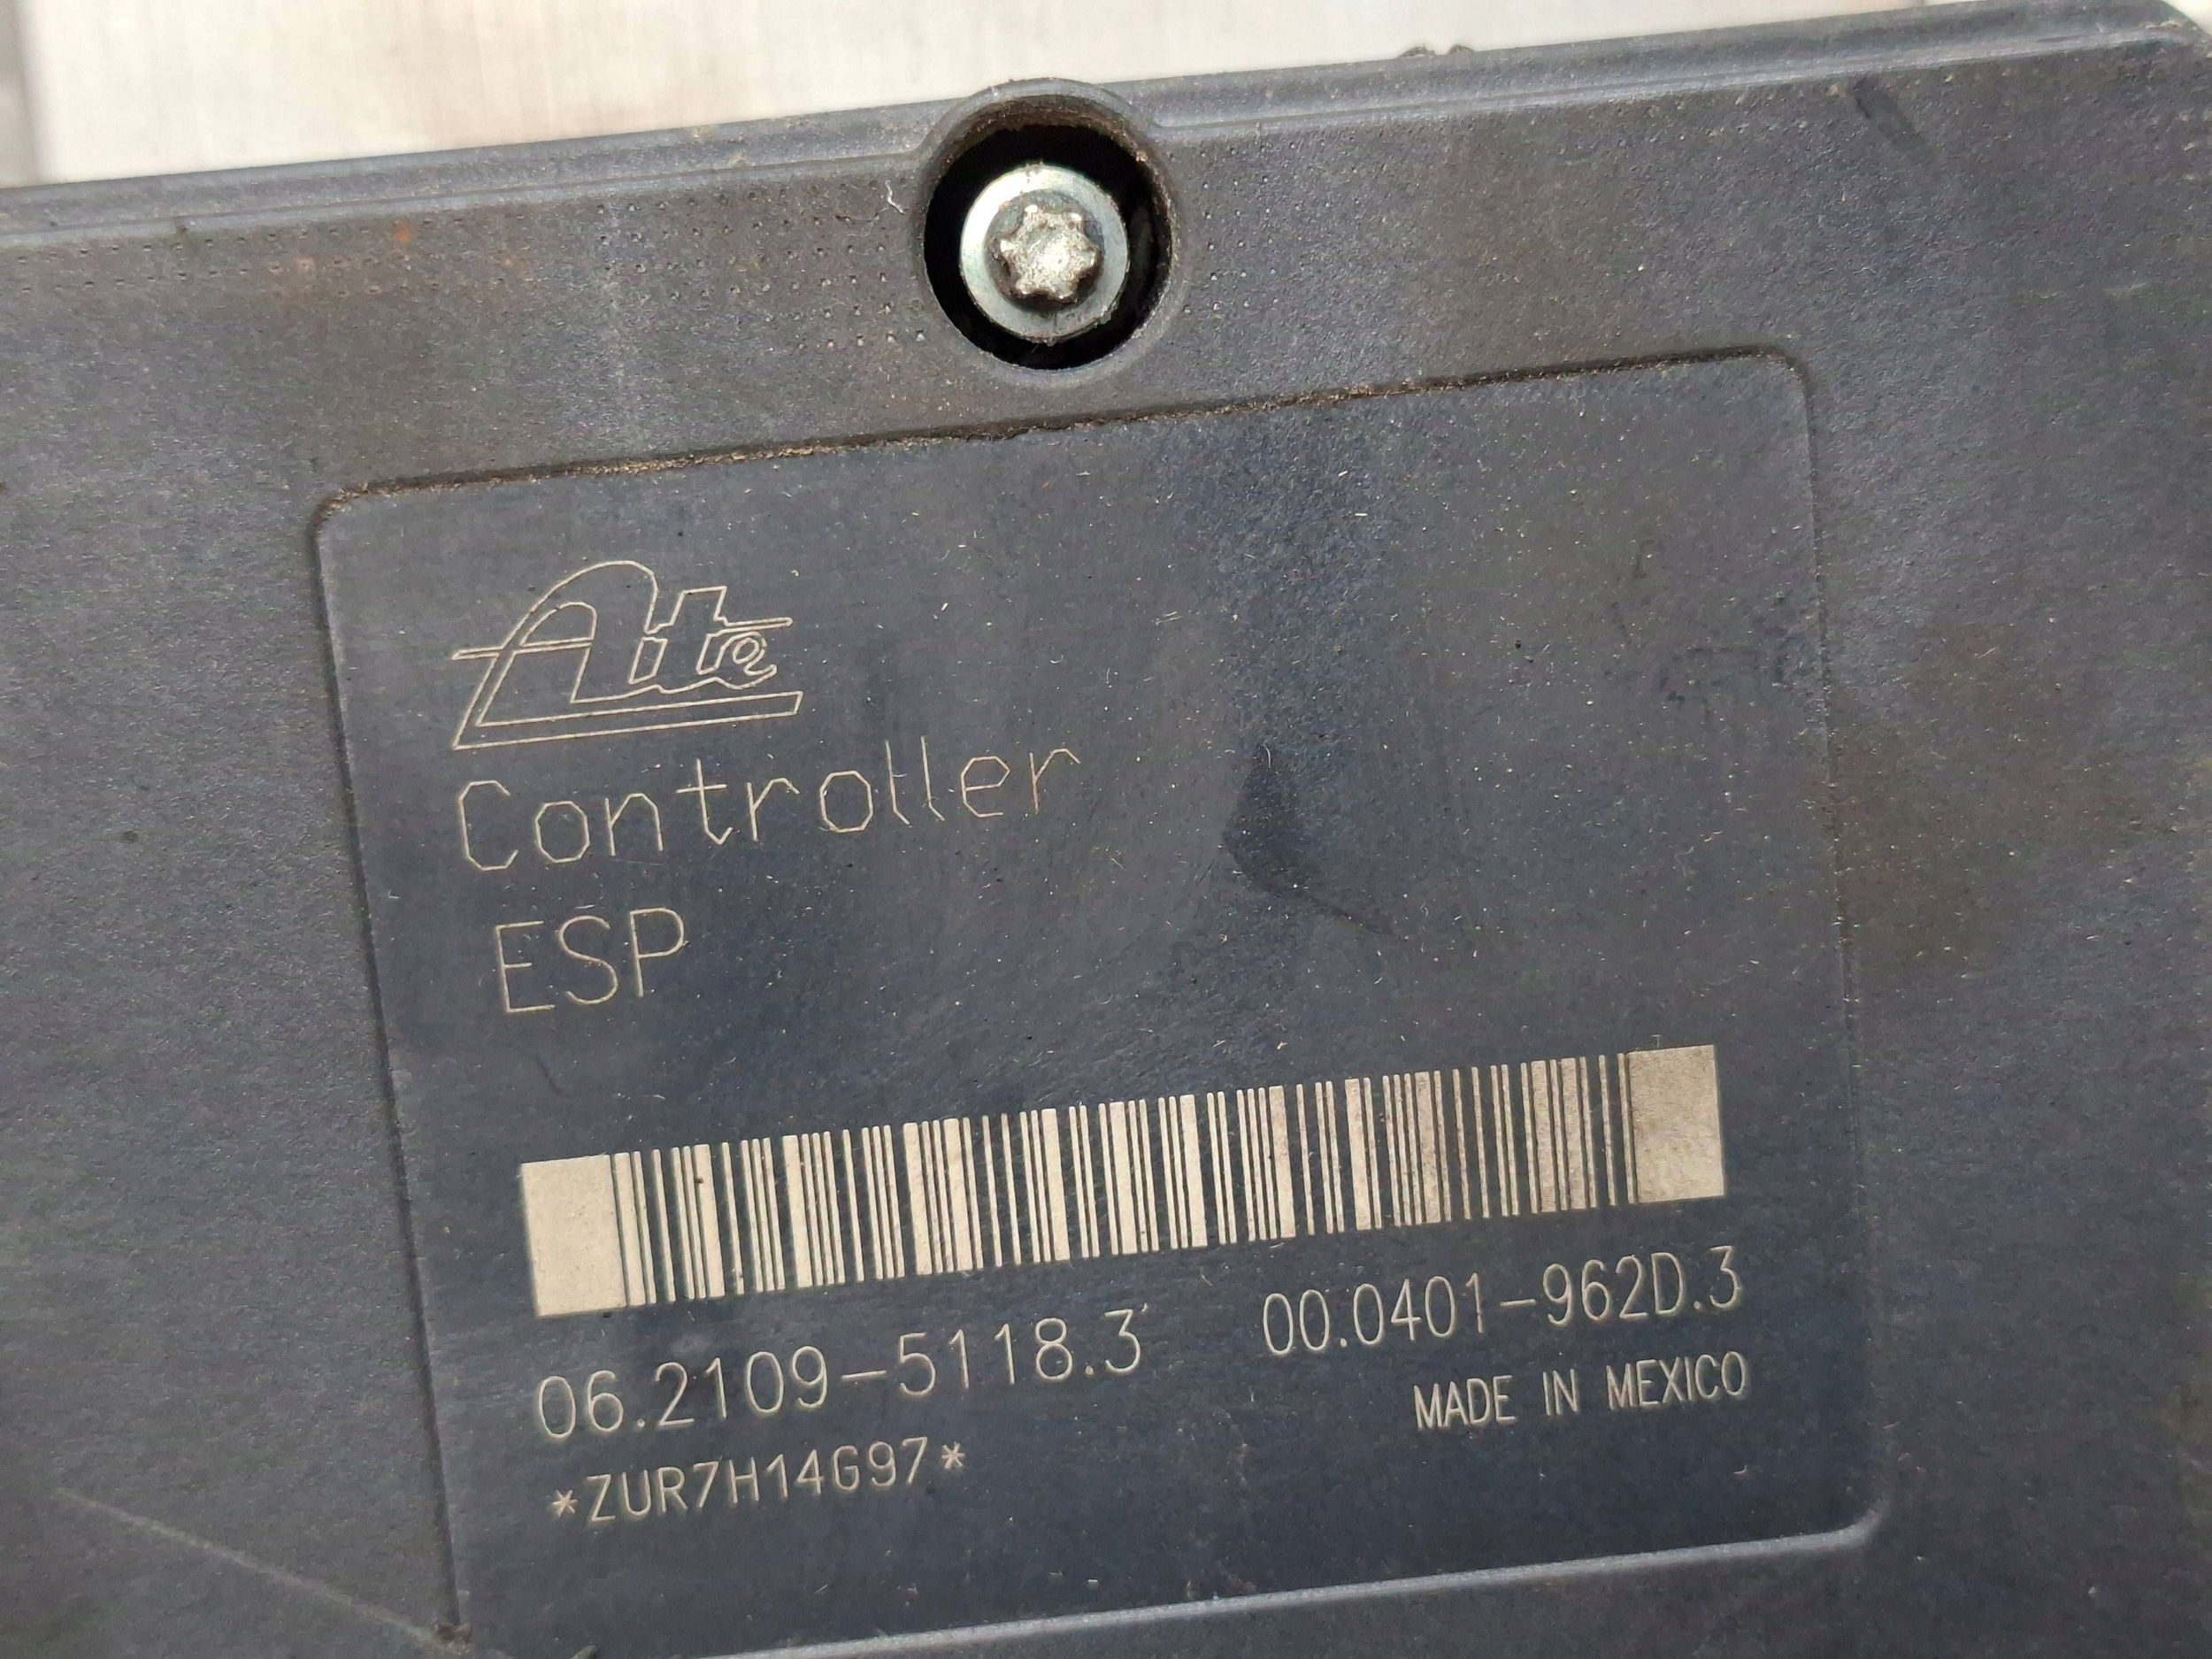 Ate
Controller
ESP
06.2109-5118.3 00.0401-962D.3
MADE IN MEXICO
*ZUR7H14G97*